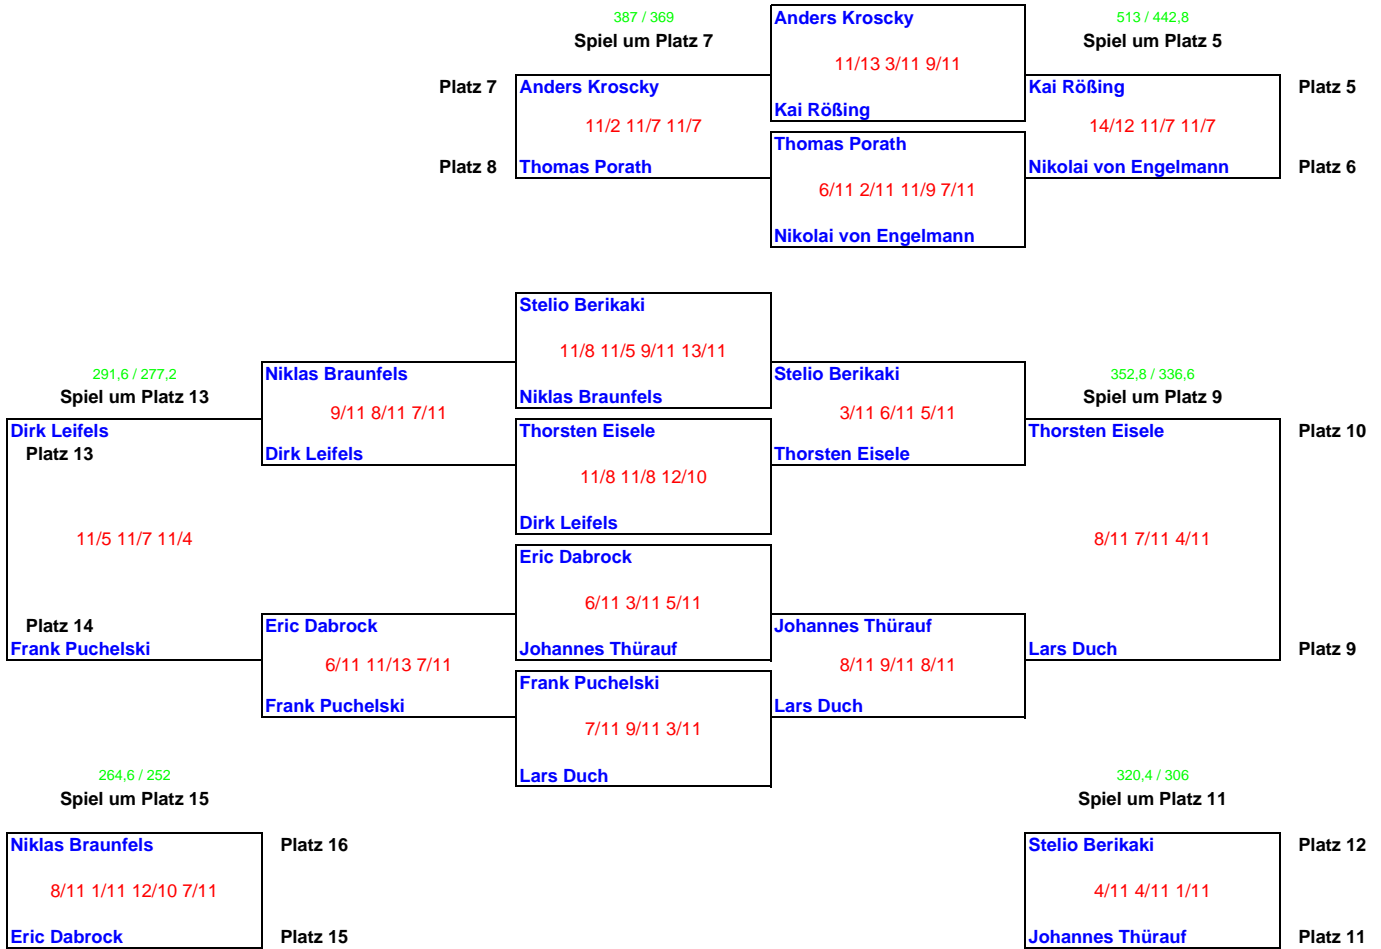 387 / 369
Spiel um Platz 7
Anders Kroscky
513 / 442,8
Spiel um Platz 5
11/13 3/11 9/11
Platz 7
Anders Kroscky
Kai Rößing
Platz 5
Kai Rößing
11/2 11/7 11/7
14/12 11/7 11/7
Thomas Porath
Platz 8
Thomas Porath
Nikolai von Engelmann
Platz 6
6/11 2/11 11/9 7/11
Nikolai von Engelmann
Stelio Berikaki
11/8 11/5 9/11 13/11
291,6 / 277,2
Spiel um Platz 13
Niklas Braunfels
Niklas Braunfels
Stelio Berikaki
352,8 / 336,6
Spiel um Platz 9
9/11 8/11 7/11
3/11 6/11 5/11
Dirk Leifels
Platz 13
Dirk Leifels
Thorsten Eisele
Thorsten Eisele
Thorsten Eisele
Platz 10
11/8 11/8 12/10
Dirk Leifels
11/5 11/7 11/4
8/11 7/11 4/11
Eric Dabrock
6/11 3/11 5/11
Platz 14
Frank Puchelski
Eric Dabrock
Johannes Thürauf
Johannes Thürauf
Lars Duch
Platz 9
6/11 11/13 7/11
8/11 9/11 8/11
Frank Puchelski
Frank Puchelski
Lars Duch
7/11 9/11 3/11
Lars Duch
264,6 / 252
Spiel um Platz 15
320,4 / 306
Spiel um Platz 11
Niklas Braunfels
Platz 16
Stelio Berikaki
Platz 12
8/11 1/11 12/10 7/11
4/11 4/11 1/11
Eric Dabrock
Platz 15
Johannes Thürauf
Platz 11